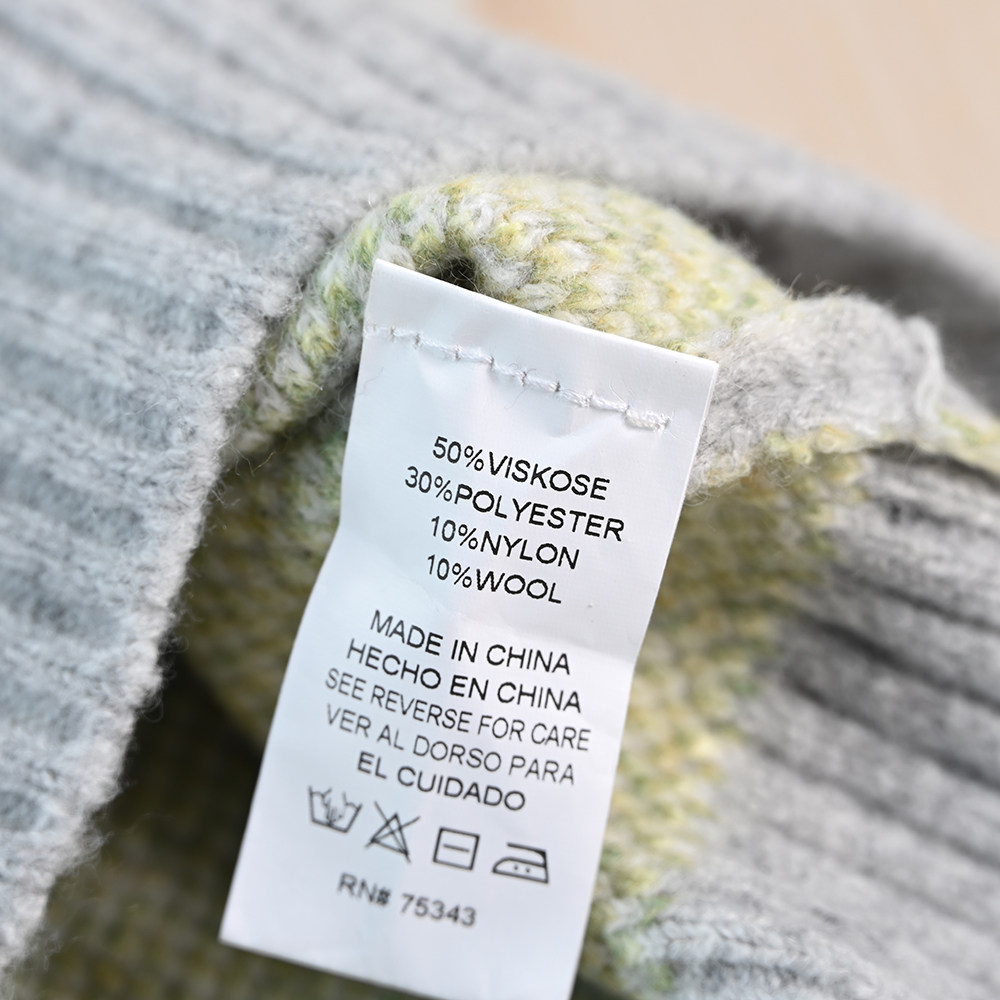 50%VISKOSE
30%POLYESTER
10%NYLON
10%WOOL
MADE IN CHINA
HECHO EN CHINA
SEE REVERSE FOR CARE
VER AL DORSO PARA
EL CUIDADO
RN# 75343